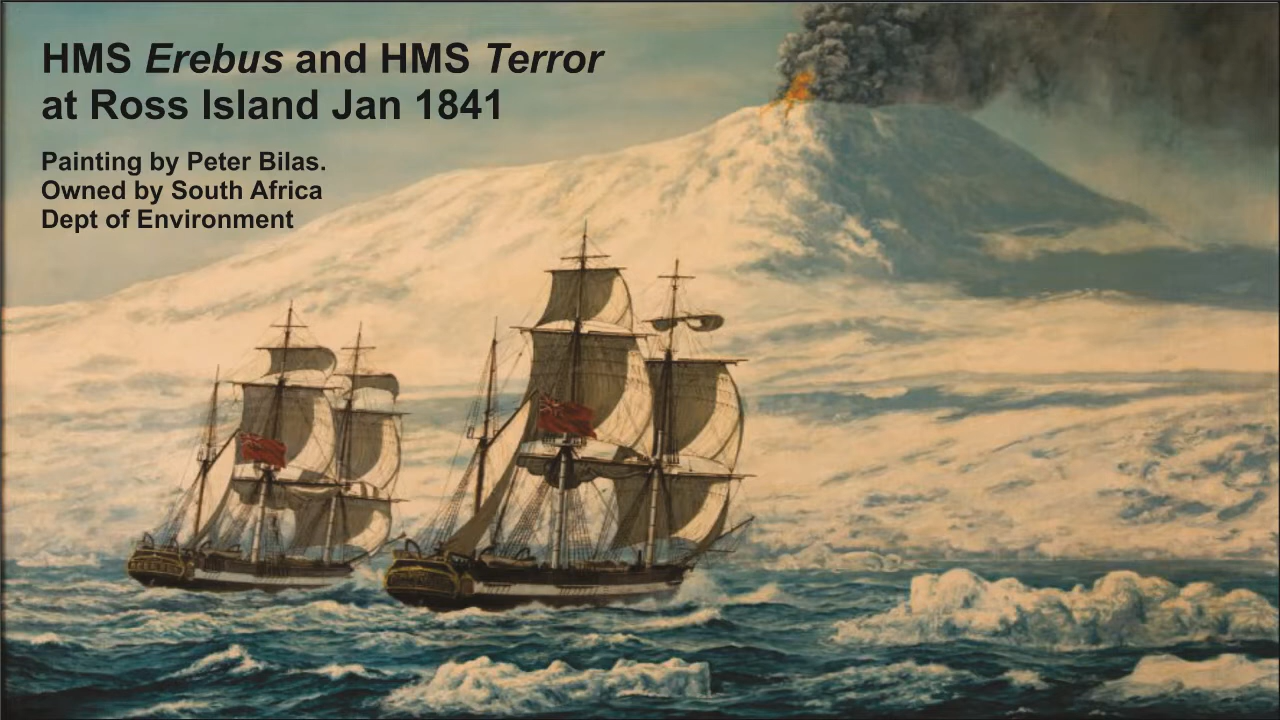 HMS Erebus and HMS Terror
at Ross Island Jan 1841
Painting by Peter Bilas.
Owned by South Africa
Dept of Environment